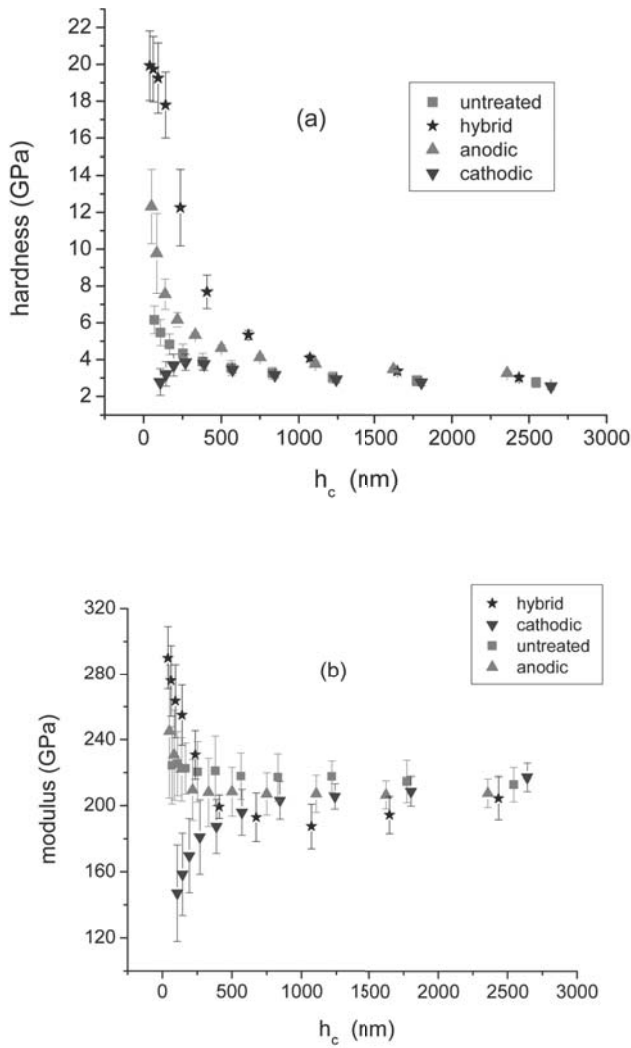 22
20
18
16
14
12
10
8
6
4
2
hardness (GPa)
(a)
untreated
hybrid
anodic
cathodic
0 500 1000 1500 2000 2500 3000
h_c (nm)
320
280
240
200
160
120
modulus (GPa)
(b)
hybrid
cathodic
untreated
anodic
0 500 1000 1500 2000 2500 3000
h_c (nm)